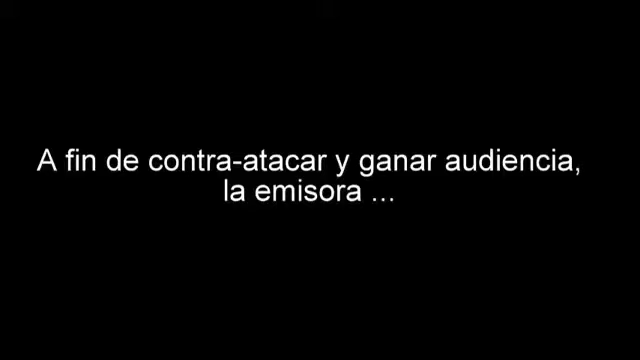 A fin de contra-atacar y ganar audiencia,
la emisora ...